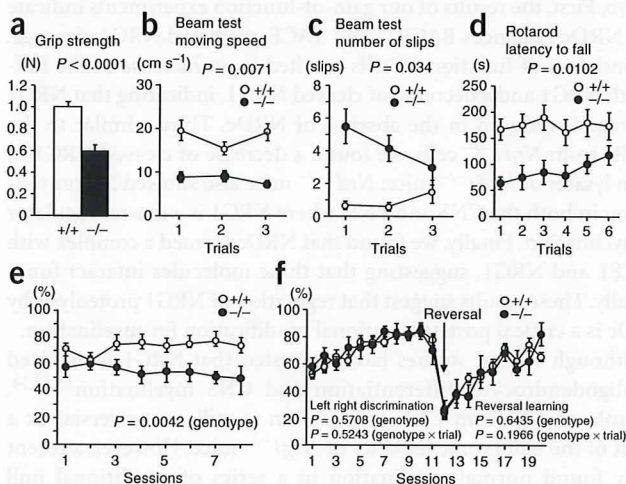 a
Grip strength
(N) P < 0.0001
1.2
1.0
0.8
0.6
0.4
0.2
0
+/+ −/−
b
Beam test
moving speed
(cm s−1) P = 0.0071
+/+
−/−
30
20
10
0
1 2 3
Trials
c
Beam test
number of slips
(slips) P = 0.034
+/+
−/−
8
6
4
2
0
1 2 3
Trials
d
Rotarod
latency to fall
(s) P = 0.0102
+/+
−/−
250
200
150
100
50
0
1 2 3 4 5 6
Trials
e
(%)
+/+
−/−
100
80
60
40
20
0
P = 0.0042 (genotype)
1 3 5 7
Sessions
f
(%)
+/+
−/−
Reversal
100
80
60
40
20
0
Left right discrimination
P = 0.5708 (genotype)
P = 0.5243 (genotype × trial)
Reversal learning
P = 0.6435 (genotype)
P = 0.1966 (genotype × trial)
1 3 5 7 9 11 13 15 17 19
Sessions